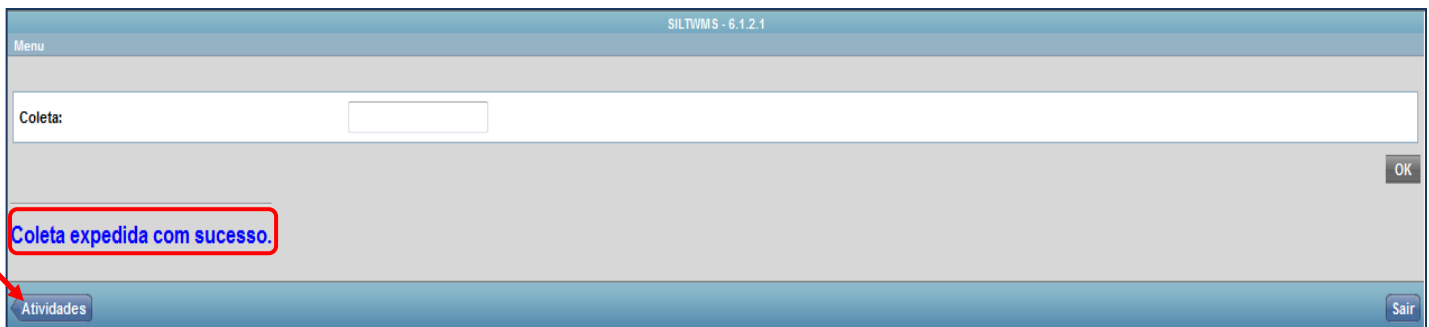 SILTWMS - 6.1.2.1
Menu
Coleta:
OK
Coleta expedida com sucesso.
Atividades
Sair